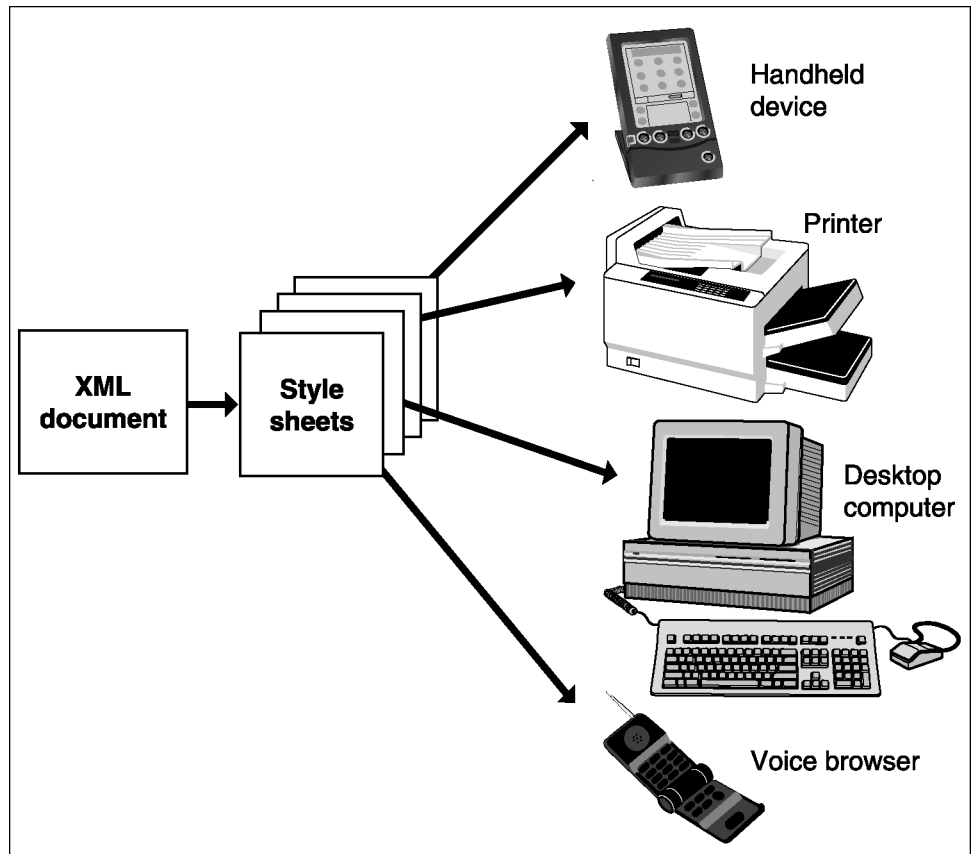 Handheld
device
Printer
XML
document
Style
sheets
Desktop
computer
Voice browser